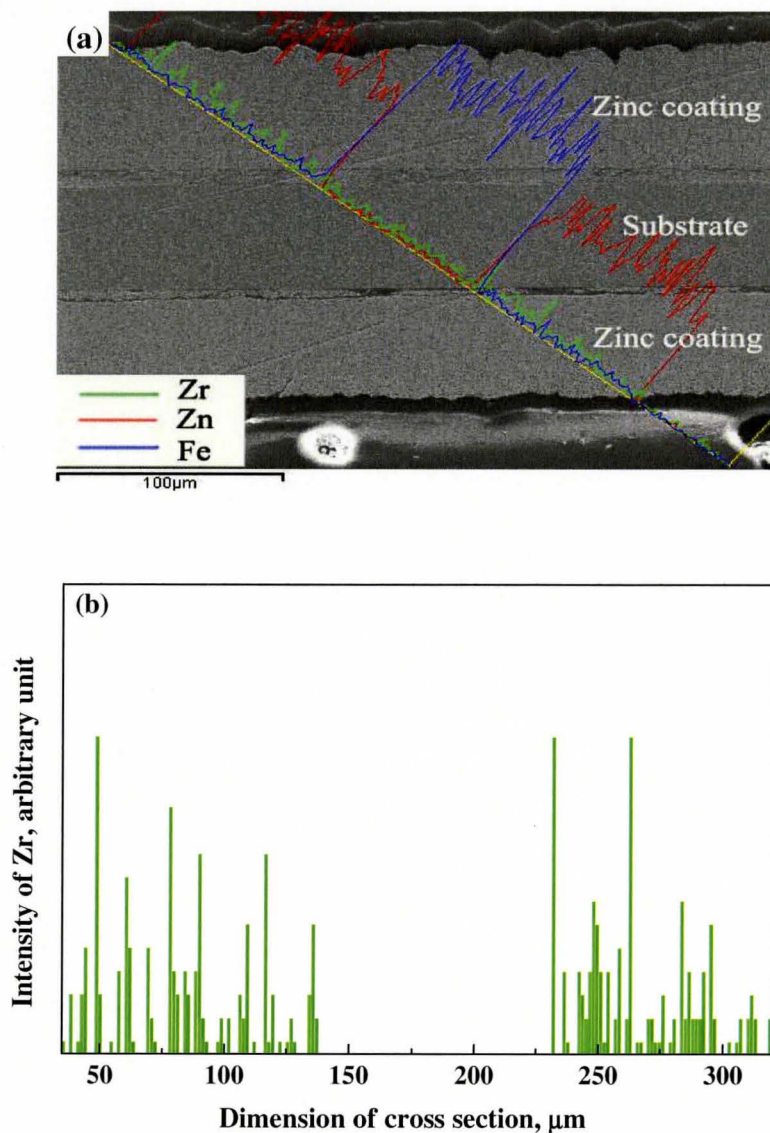 (a)
Zinc coating
Substrate
Zinc coating
Zr
Zn
Fe
100µm
(b)
Intensity of Zr, arbitrary unit
50 100 150 200 250 300
Dimension of cross section, µm